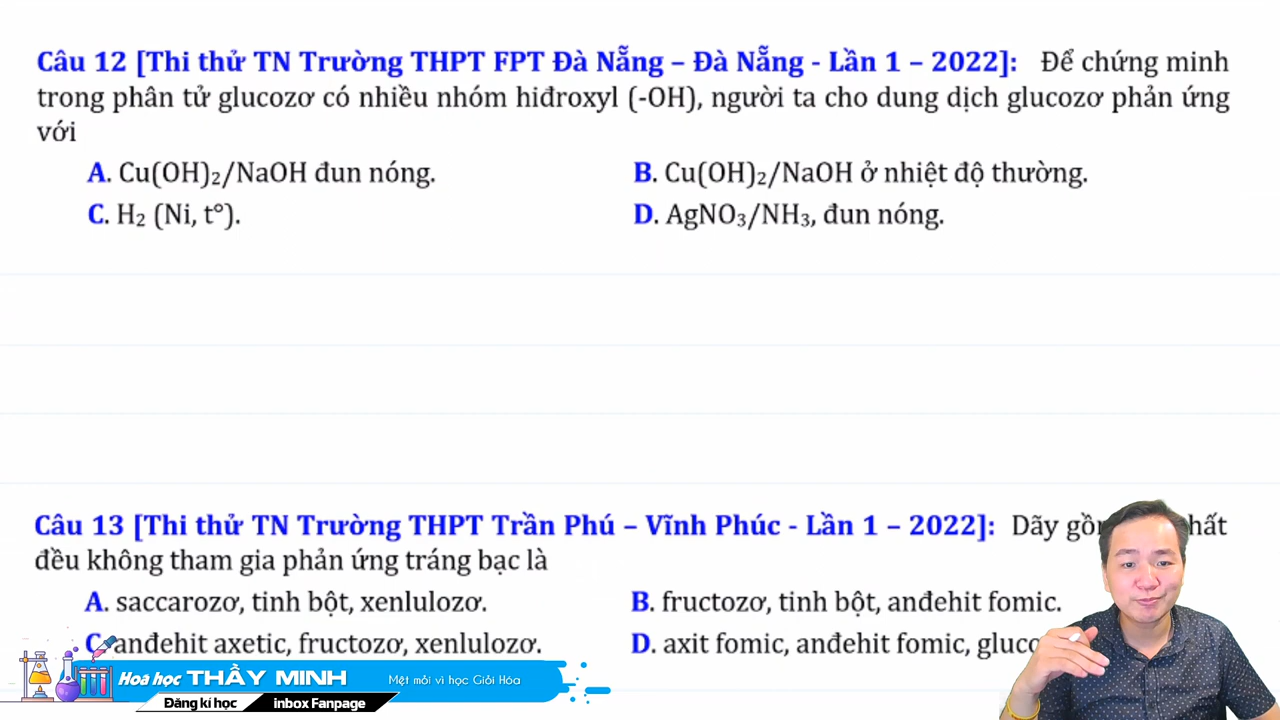 Câu 12 [Thi thử TN Trường THPT FPT Đà Nẵng – Đà Nẵng - Lần 1 – 2022]: Để chứng minh
trong phân tử glucozơ có nhiều nhóm hiđroxyl (-OH), người ta cho dung dịch glucozơ phản ứng
với
A. Cu(OH)₂/NaOH đun nóng. B. Cu(OH)₂/NaOH ở nhiệt độ thường.
C. H₂ (Ni, t°). D. AgNO₃/NH₃, đun nóng.
Câu 13 [Thi thử TN Trường THPT Trần Phú – Vĩnh Phúc - Lần 1 – 2022]: Dãy
đều không tham gia phản ứng tráng bạc là
A. saccarozơ, tinh bột, xenlulozơ. B. fructozơ, tinh bột, anđehit fomic.
C anđehit axetic, fructozơ, xenlulozơ. D. axit fomic, anđehit fomic,
Hoá học THẦY MINH Mệt mỏi vì học Giỏi Hóa
Đăng kí học inbox Fanpage